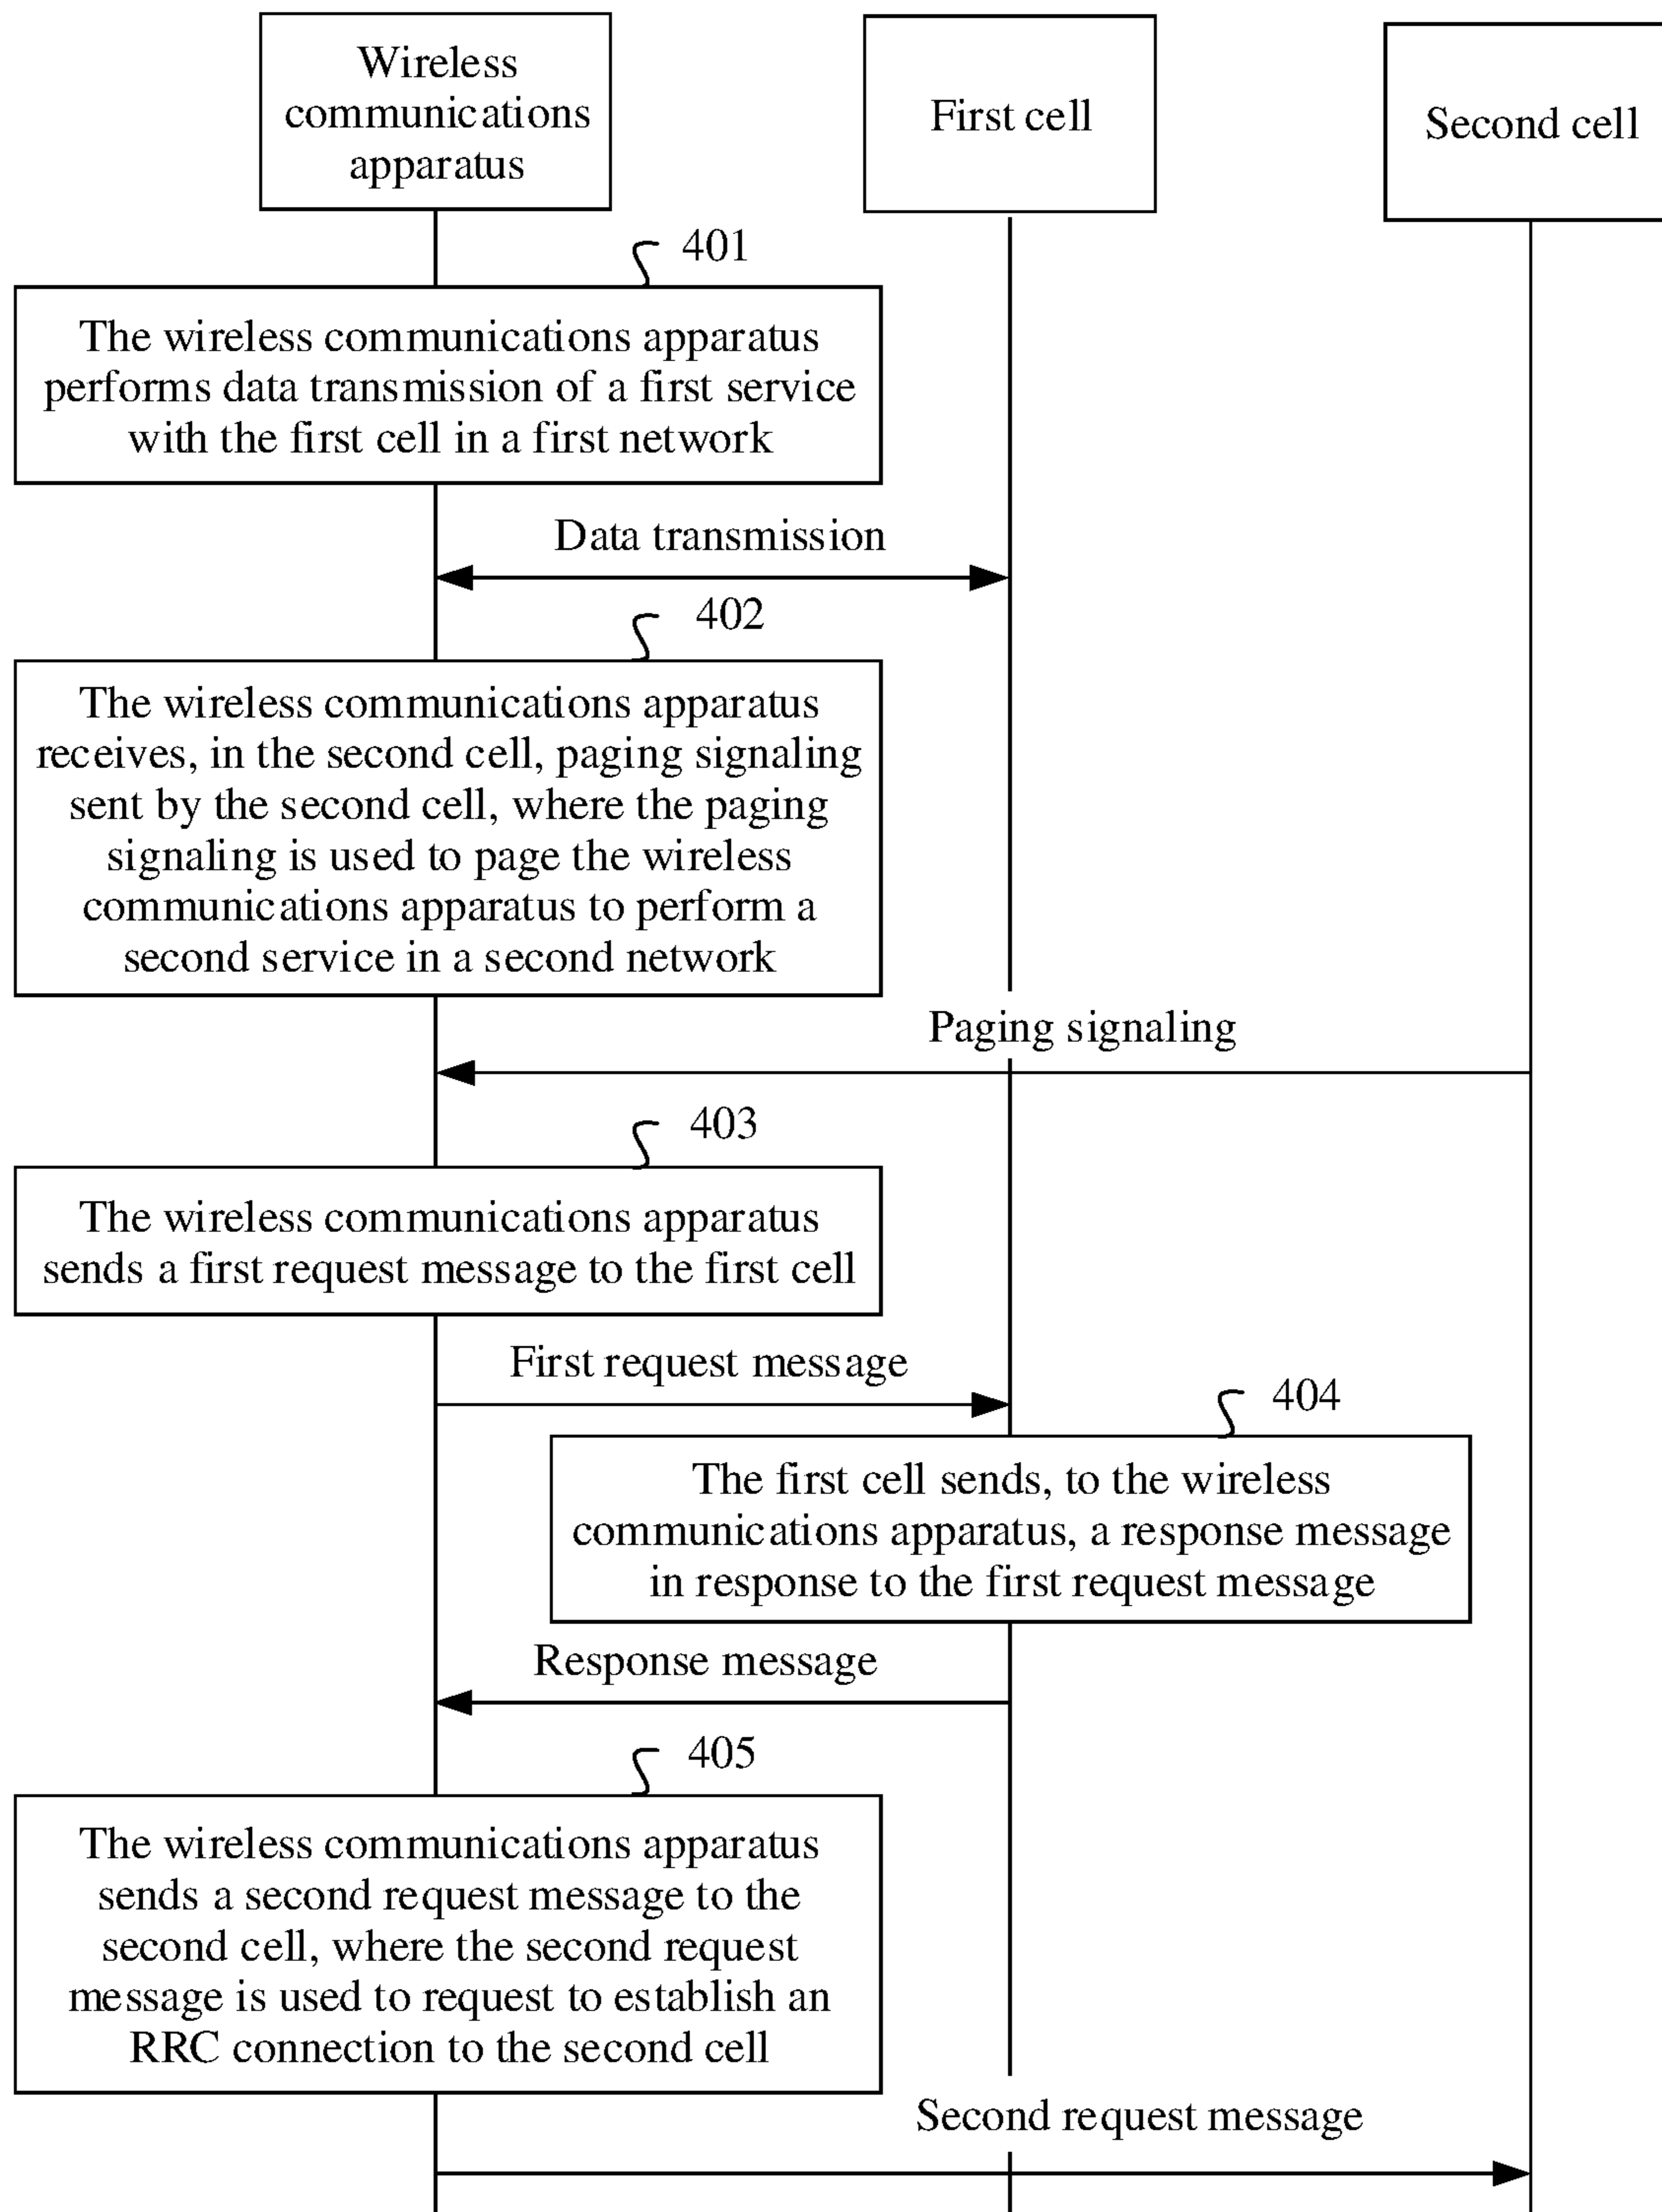 Wireless
communications
apparatus
First cell
Second cell
401
The wireless communications apparatus
performs data transmission of a first service
with the first cell in a first network
Data transmission
402
The wireless communications apparatus
receives, in the second cell, paging signaling
sent by the second cell, where the paging
signaling is used to page the wireless
communications apparatus to perform a
second service in a second network
Paging signaling
403
The wireless communications apparatus
sends a first request message to the first cell
First request message
404
The first cell sends, to the wireless
communications apparatus, a response message
in response to the first request message
Response message
405
The wireless communications apparatus
sends a second request message to the
second cell, where the second request
message is used to request to establish an
RRC connection to the second cell
Second request message